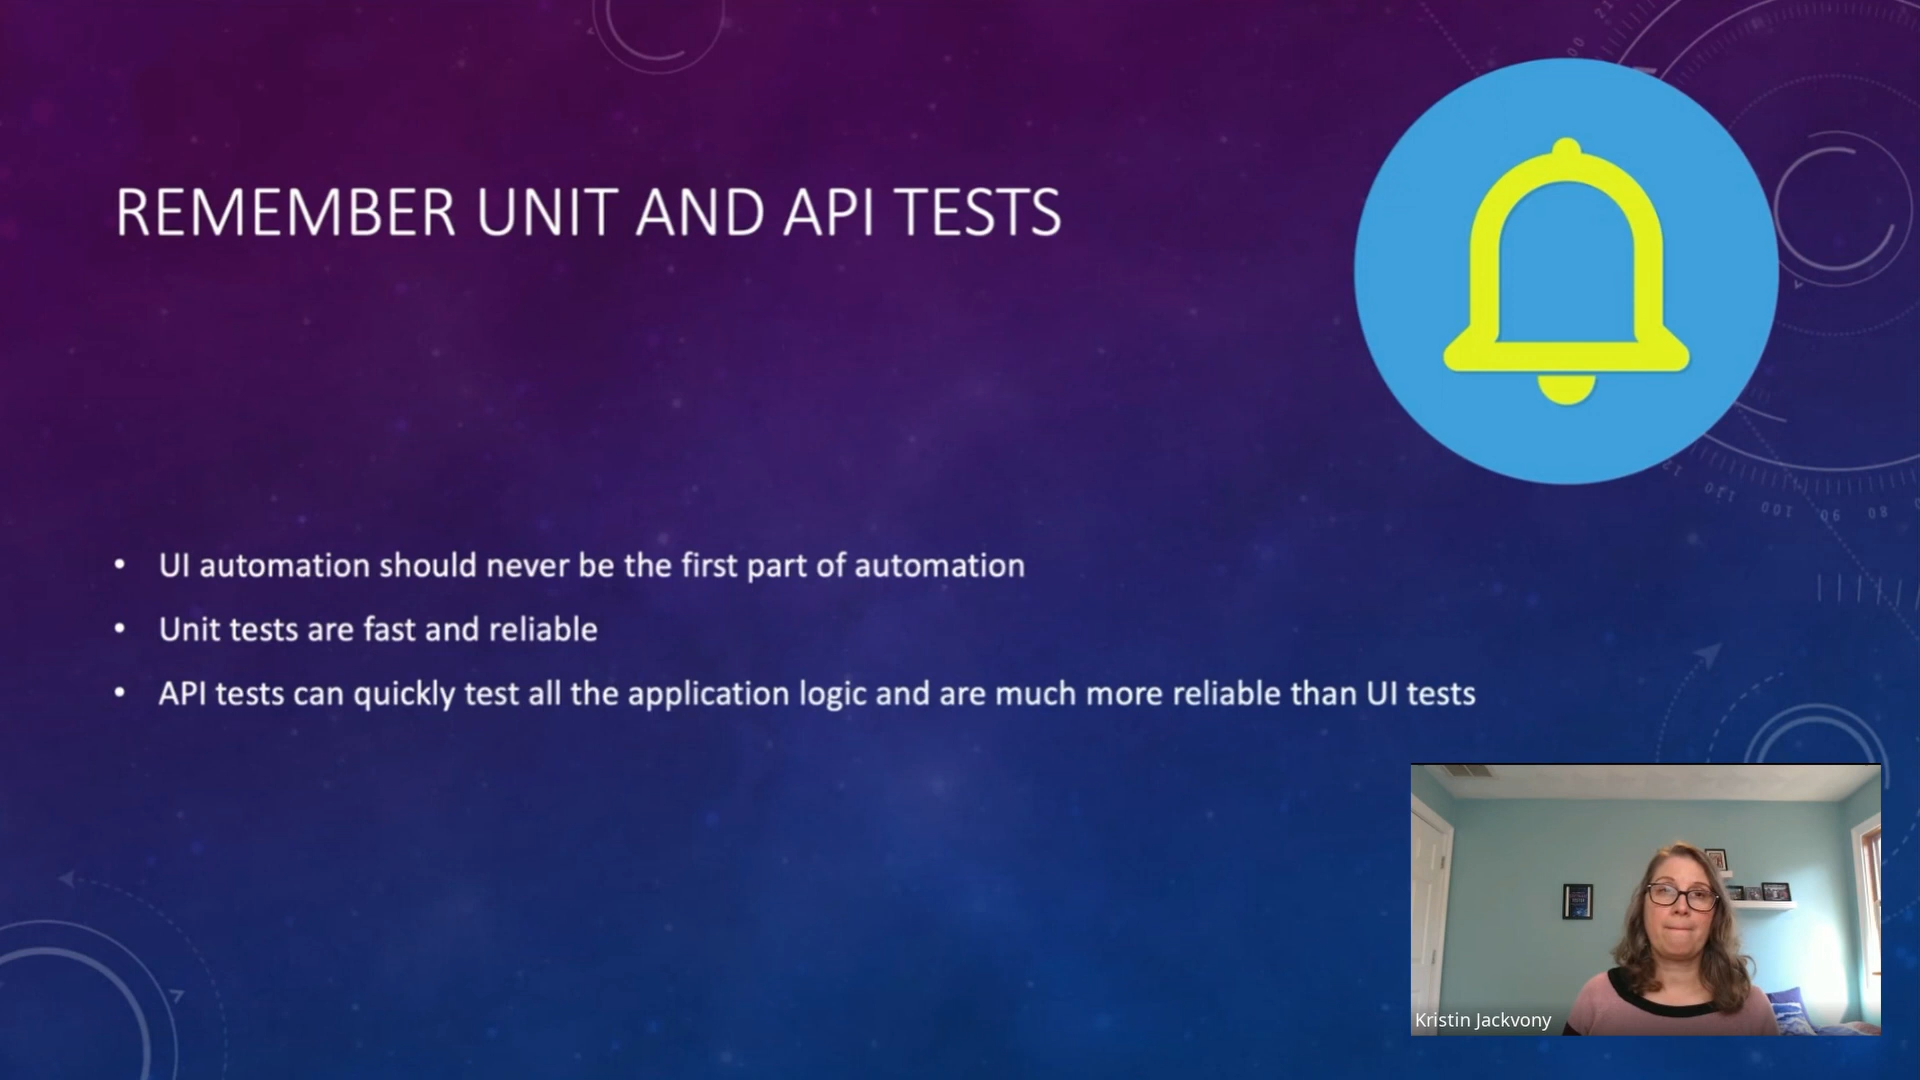 REMEMBER UNIT AND API TESTS
• UI automation should never be the first part of automation
• Unit tests are fast and reliable
• API tests can quickly test all the application logic and are much more reliable than UI tests
Kristin Jackvony